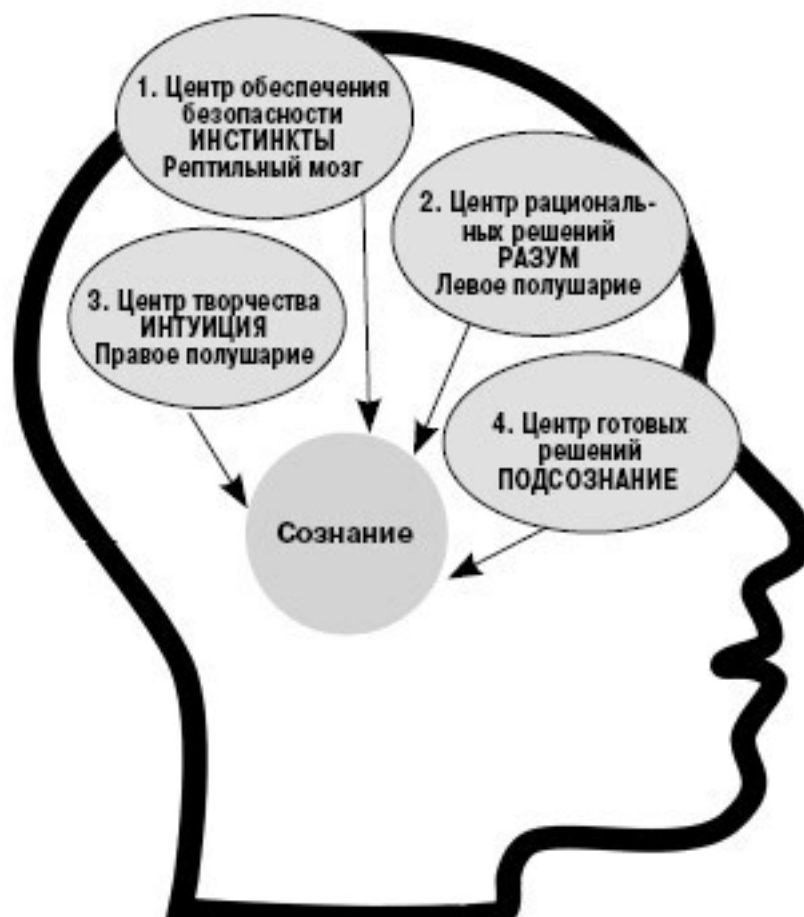 1. Центр обеспечения
безопасности
ИНСТИНКТЫ
Рептильный мозг
2. Центр рациональ-
ных решений
РАЗУМ
Левое полушарие
3. Центр творчества
ИНТУИЦИЯ
Правое полушарие
4. Центр готовых
решений
ПОДСОЗНАНИЕ
Сознание